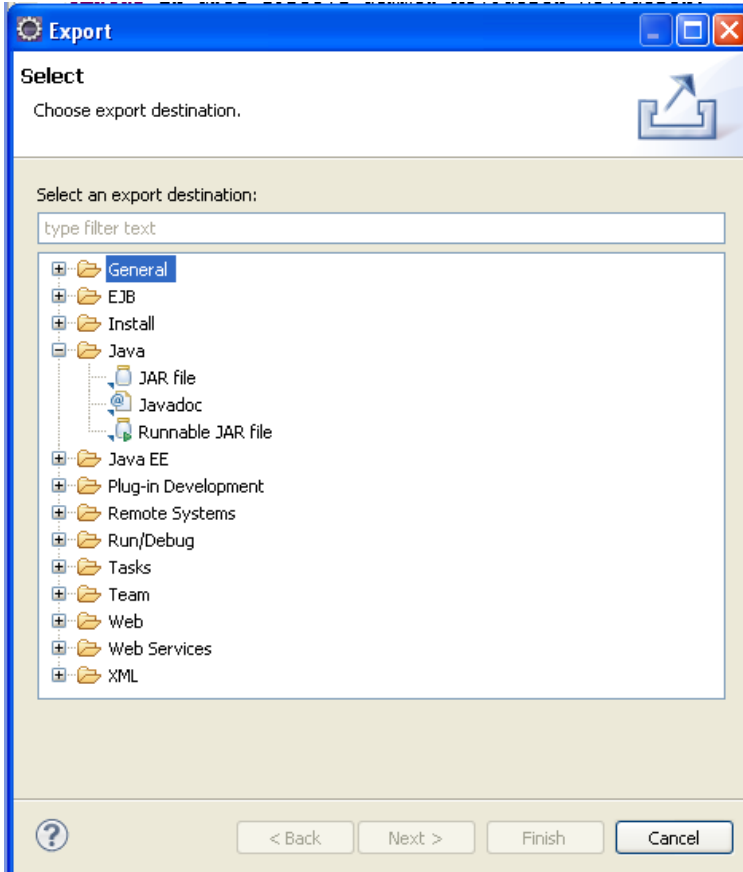 Export
Select
Choose export destination.
Select an export destination:
type filter text
General
EJB
Install
Java
JAR file
Javadoc
Runnable JAR file
Java EE
Plug-in Development
Remote Systems
Run/Debug
Tasks
Team
Web
Web Services
XML
< Back Next > Finish Cancel